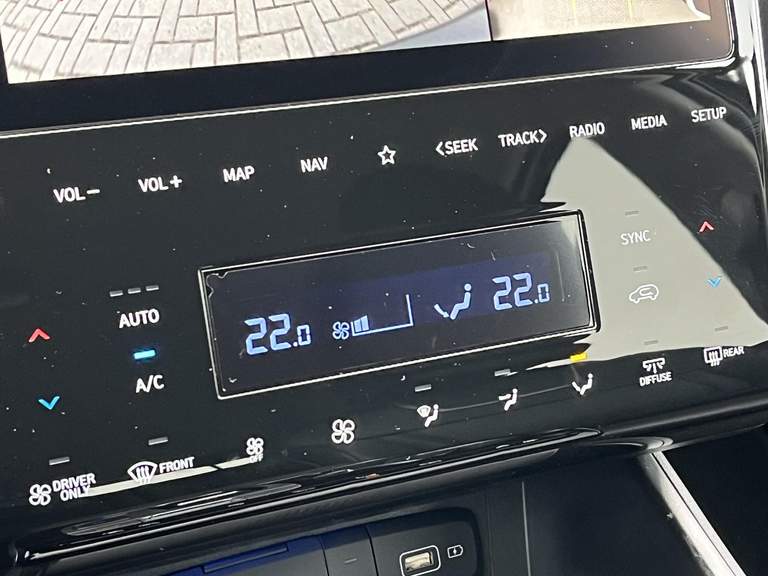 VOL− VOL+ MAP NAV ☆ <SEEK TRACK> RADIO MEDIA SETUP
SYNC
AUTO
22.0 22.0
A/C
REAR
DIFFUSE
OFF
FRONT
DRIVER
ONLY